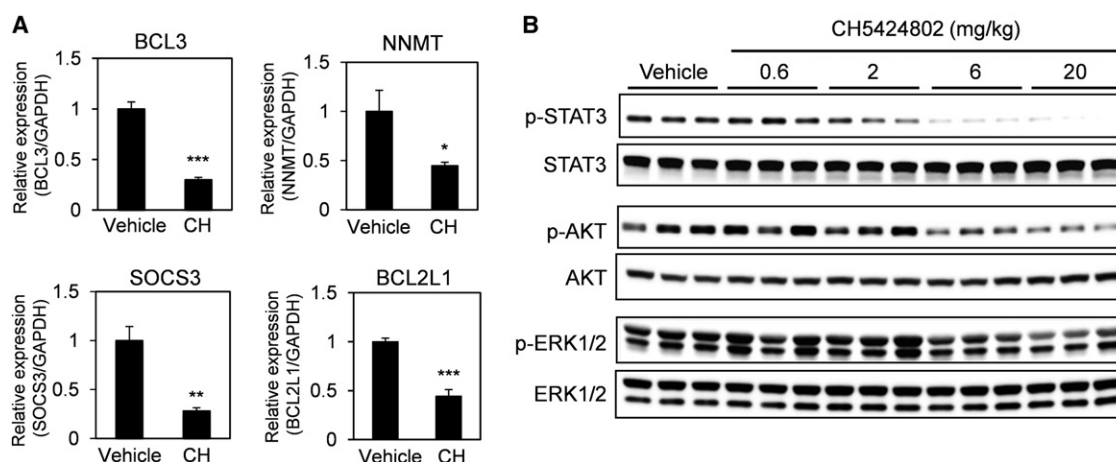 A
BCL3
Relative expression
(BCL3/GAPDH)
1.5
1
0.5
0
***
Vehicle CH
NNMT
Relative expression
(NNMT/GAPDH)
1.5
1
0.5
0
*
Vehicle CH
SOCS3
Relative expression
(SOCS3/GAPDH)
1.5
1
0.5
0
**
Vehicle CH
BCL2L1
Relative expression
(BCL2L1/GAPDH)
1.5
1
0.5
0
***
Vehicle CH
B
CH5424802 (mg/kg)
Vehicle 0.6 2 6 20
p-STAT3
STAT3
p-AKT
AKT
p-ERK1/2
ERK1/2